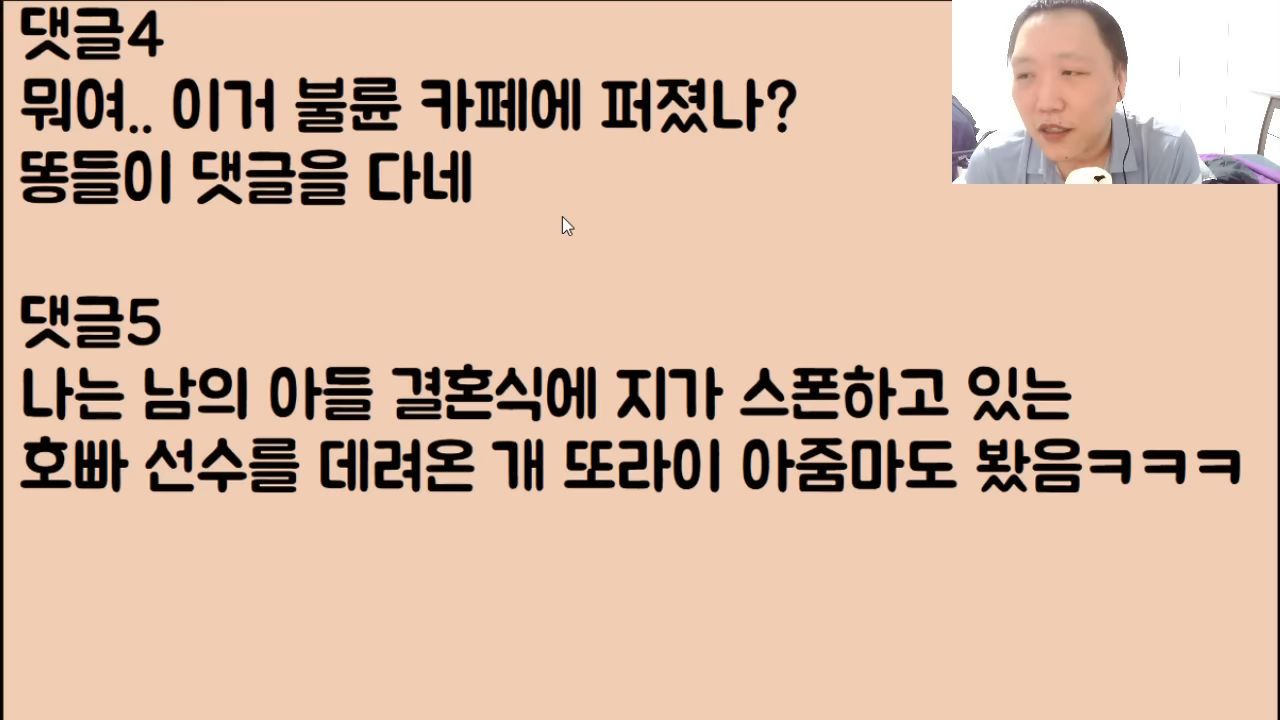 댓글4
뭐여.. 이거 불륜 카페에 퍼졌나?
똥들이 댓글을 다네
댓글5
나는 남의 아들 결혼식에 지가 스폰하고 있는
호빠 선수를 데려온 개 또라이 아줌마도 봤음ㅋㅋㅋ